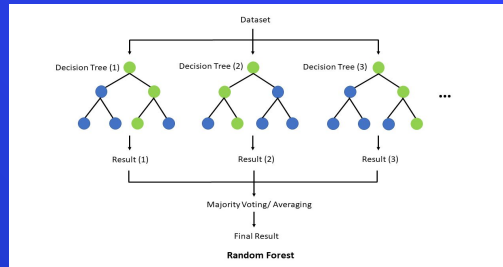 Dataset
Decision Tree (1)
Decision Tree (2)
Decision Tree (3)
...
Result (1)
Result (2)
Result (3)
Majority Voting/ Averaging
Final Result
Random Forest